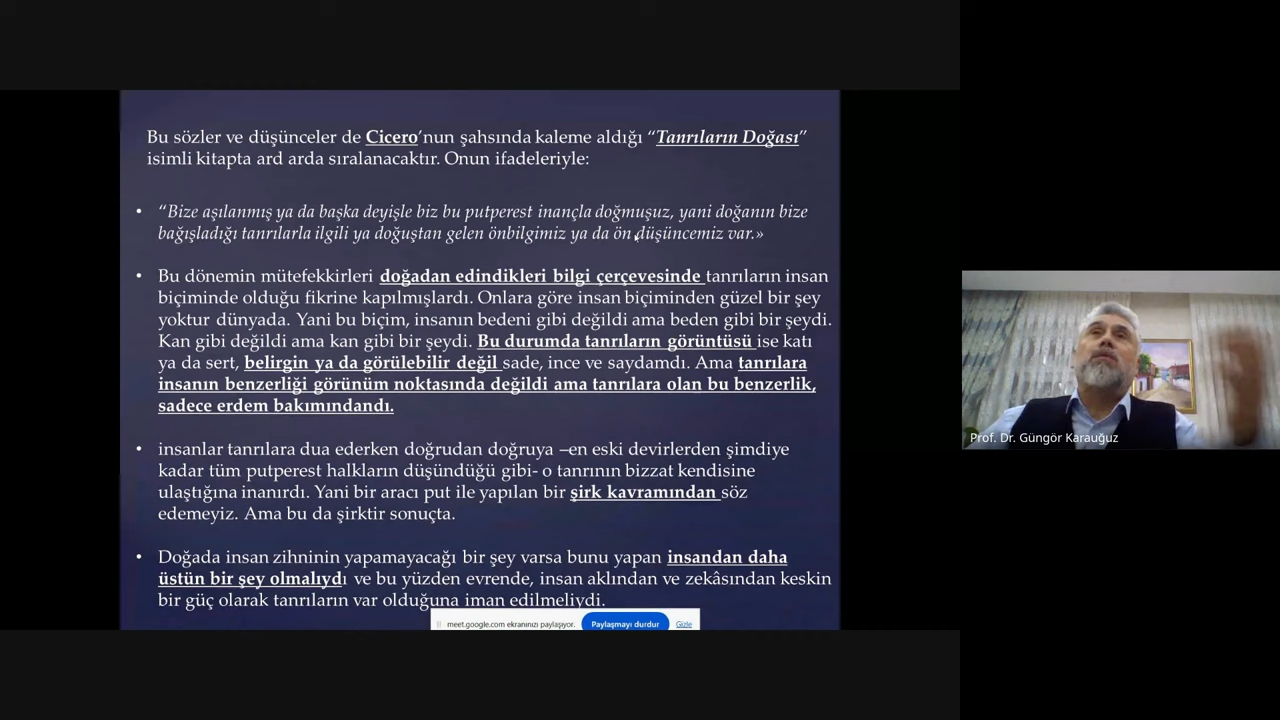 Bu sözler ve düşünceler de Cicero’nun şahsında kaleme aldığı “Tanrıların Doğası”
isimli kitapta ard arda sıralanacaktır. Onun ifadeleriyle:
• “Bize aşılanmış ya da başka deyişle biz bu putperest inançla doğmuşuz, yani doğanın bize
bağışladığı tanrılarla ilgili ya doğuştan gelen önbilgimiz ya da ön düşüncemiz var.»
• Bu dönemin mütefekkirleri doğadan edindikleri bilgi çerçevesinde tanrıların insan
biçiminde olduğu fikrine kapılmışlardı. Onlara göre insan biçiminden güzel bir şey
yoktur dünyada. Yani bu biçim, insanın bedeni gibi değildi ama beden gibi bir şeydi.
Kan gibi değildi ama kan gibi bir şeydi. Bu durumda tanrıların görüntüsü ise katı
ya da sert, belirgin ya da görülebilir değil sade, ince ve saydamdı. Ama tanrılara
insanın benzerliği görünüm noktasında değildi ama tanrılara olan bu benzerlik,
sadece erdem bakımındandı.
• insanlar tanrılara dua ederken doğrudan doğruya –en eski devirlerden şimdiye
kadar tüm putperest halkların düşündüğü gibi- o tanrının bizzat kendisine
ulaştığına inanırdı. Yani bir aracı put ile yapılan bir şirk kavramından söz
edemeyiz. Ama bu da şirktir sonuçta.
• Doğada insan zihninin yapamayacağı bir şey varsa bunu yapan insandan daha
üstün bir şey olmalıydı ve bu yüzden evrende, insan aklından ve zekâsından keskin
bir güç olarak tanrıların var olduğuna iman edilmeliydi.
meet.google.com ekranınızı paylaşıyor. Paylaşmayı durdur Gizle
Prof. Dr. Güngör Karauğuz